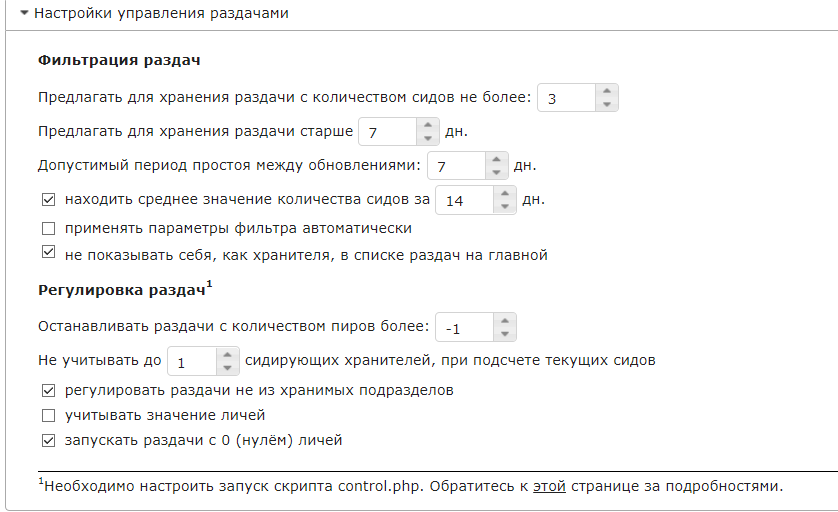 Настройки управления раздачами
Фильтрация раздач
Предлагать для хранения раздачи с количеством сидов не более: 3
Предлагать для хранения раздачи старше 7 дн.
Допустимый период простоя между обновлениями: 7 дн.
находить среднее значение количества сидов за 14 дн.
применять параметры фильтра автоматически
не показывать себя, как хранителя, в списке раздач на главной
Регулировка раздач1
Останавливать раздачи с количеством пиров более: -1
Не учитывать до 1 сидирующих хранителей, при подсчете текущих сидов
регулировать раздачи не из хранимых подразделов
учитывать значение личей
запускать раздачи с 0 (нулём) личей
1Необходимо настроить запуск скрипта control.php. Обратитесь к этой странице за подробностями.